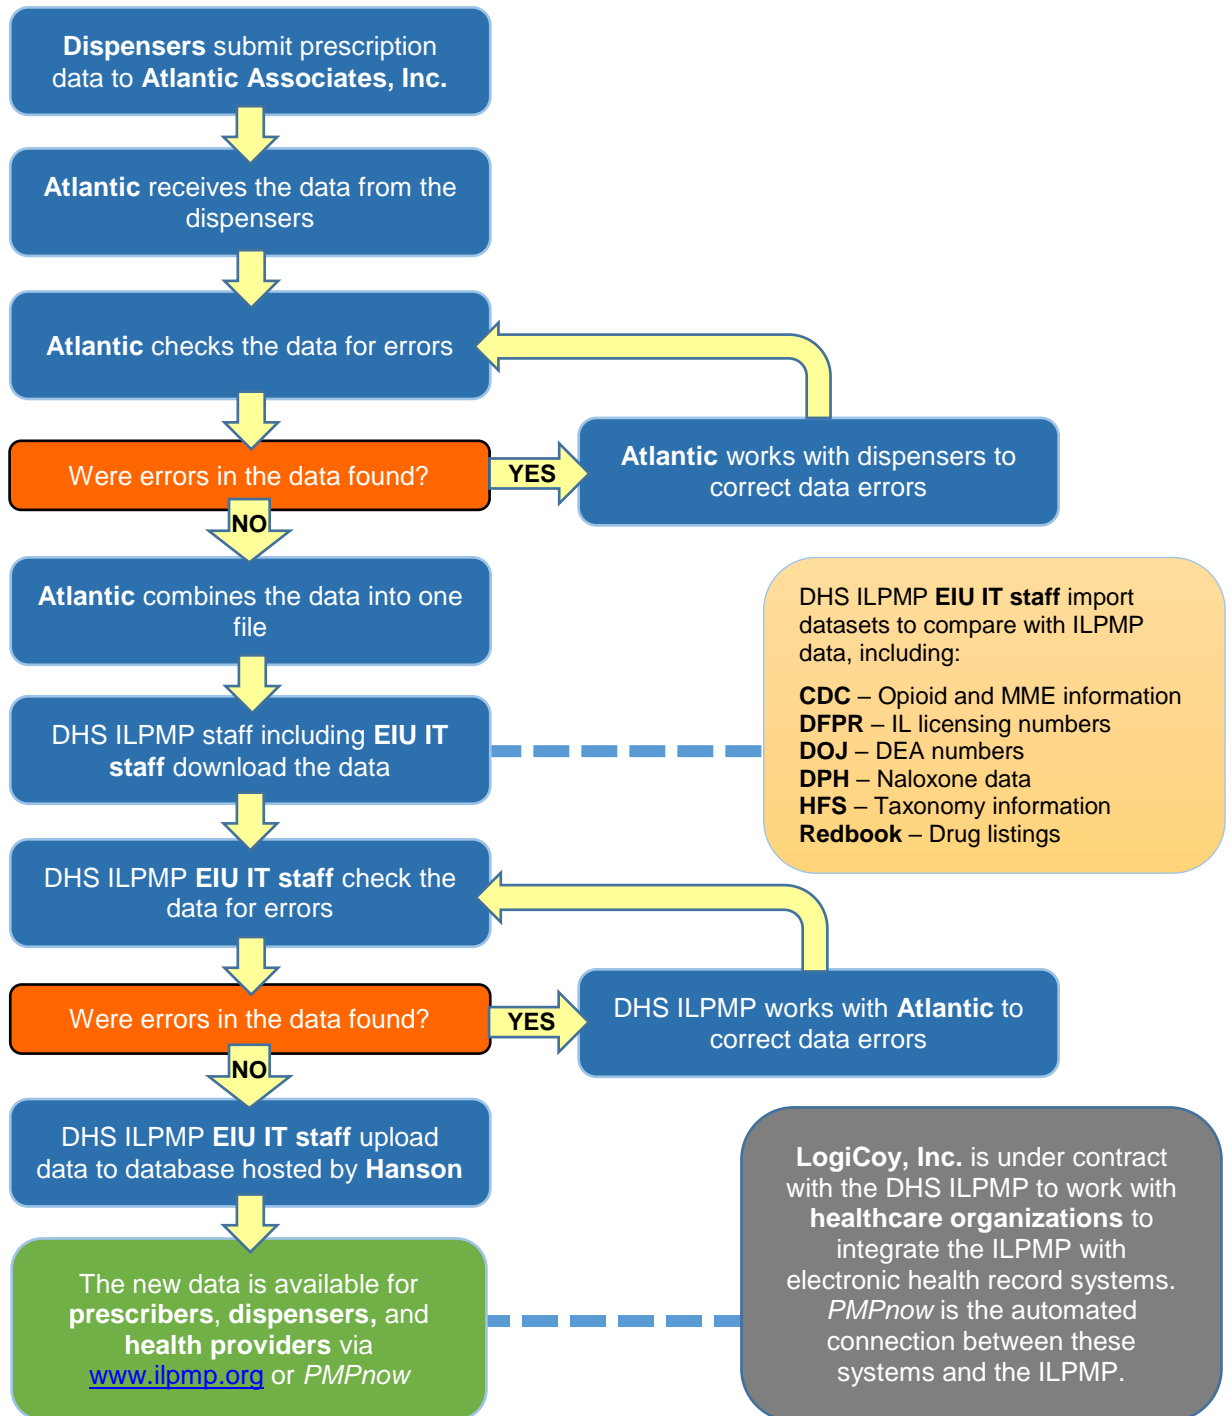 Dispensers submit prescription
data to Atlantic Associates, Inc.
Atlantic receives the data from the
dispensers
Atlantic checks the data for errors
Were errors in the data found?
YES
Atlantic works with dispensers to
correct data errors
NO
Atlantic combines the data into one
file
DHS ILPMP staff including EIU IT
staff download the data
DHS ILPMP EIU IT staff import
datasets to compare with ILPMP
data, including:
CDC – Opioid and MME information
DFPR – IL licensing numbers
DOJ – DEA numbers
DPH – Naloxone data
HFS – Taxonomy information
Redbook – Drug listings
DHS ILPMP EIU IT staff check the
data for errors
Were errors in the data found?
YES
DHS ILPMP works with Atlantic to
correct data errors
NO
DHS ILPMP EIU IT staff upload
data to database hosted by Hanson
The new data is available for
prescribers, dispensers, and
health providers via
www.ilpmp.org or PMPnow
LogiCoy, Inc. is under contract
with the DHS ILPMP to work with
healthcare organizations to
integrate the ILPMP with
electronic health record systems.
PMPnow is the automated
connection between these
systems and the ILPMP.